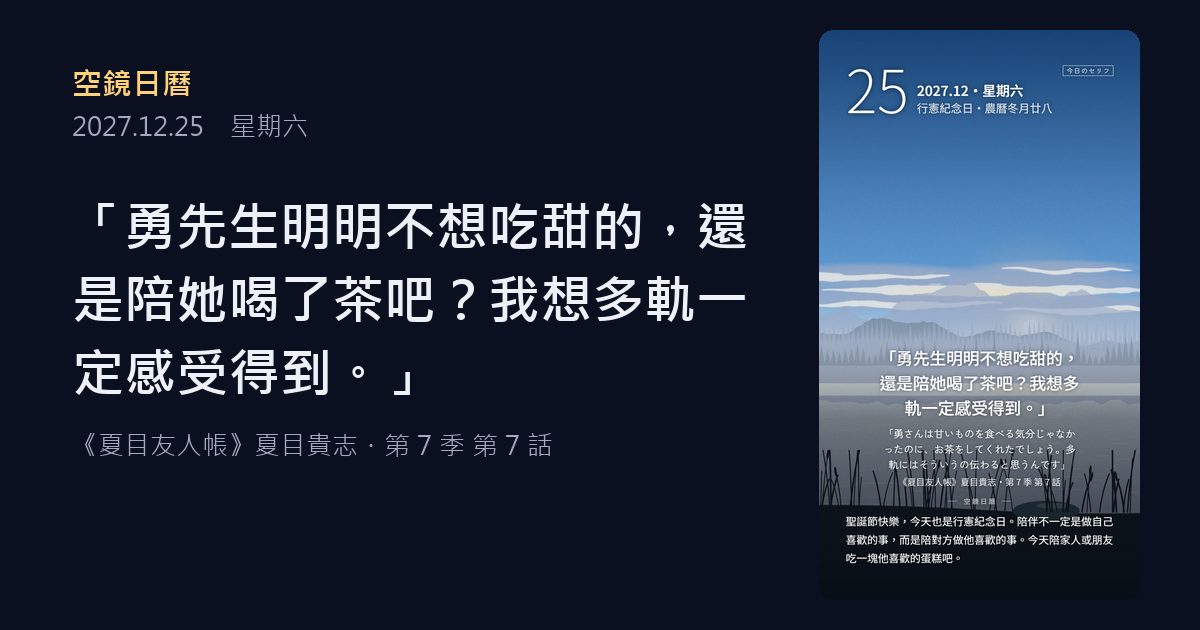 空鏡日曆
2027.12.25 星期六
「勇先生明明不想吃甜的，還
是陪她喝了茶吧？我想多軌一
定感受得到。」
《夏目友人帳》夏目貴志・第 7 季 第 7 話
今日のセリフ
25
2027.12・星期六
行憲紀念日・農曆冬月廿八
「勇先生明明不想吃甜的，
還是陪她喝了茶吧？我想多
軌一定感受得到。」
「勇さんは甘いものを食べる気分じゃなか
ったのに、お茶をしてくれたでしょう。多
軌にはそういうの伝わると思うんです」
《夏目友人帳》夏目貴志・第 7 季 第 7 話
— 空鏡日曆 —
聖誕節快樂，今天也是行憲紀念日。陪伴不一定是做自己
喜歡的事，而是陪對方做他喜歡的事。今天陪家人或朋友
吃一塊他喜歡的蛋糕吧。